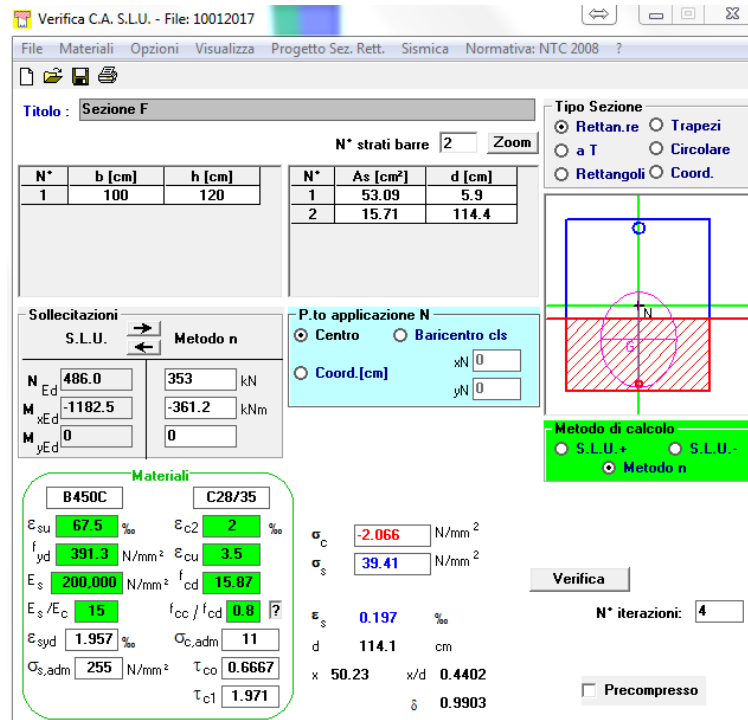 Verifica C.A. S.L.U. - File: 10012017
File Materiali Opzioni Visualizza Progetto Sez. Rett. Sismica Normativa: NTC 2008 ?
Titolo : Sezione F
N° strati barre 2 Zoom
N° b [cm] h [cm]
1 100 120
N° As [cm²] d [cm]
1 53.09 5.9
2 15.71 114.4
Tipo Sezione
Rettan.re Trapezi
a T Circolare
Rettangoli Coord.
N
G
Sollecitazioni
S.L.U. Metodo n
N Ed 486.0 353 kN
M xEd -1182.5 -361.2 kNm
M yEd 0 0
P.to applicazione N
Centro Baricentro cls
Coord.[cm] xN 0
yN 0
Metodo di calcolo
S.L.U.+ S.L.U.-
Metodo n
Materiali
B450C C28/35
εsu 67.5 ‰ εc2 2 ‰
fyd 391.3 N/mm² εcu 3.5
Es 200,000 N/mm² fcd 15.87
Es/Ec 15 fcc / fcd 0.8 ?
εsyd 1.957 ‰ σc,adm 11
σs,adm 255 N/mm² τco 0.6667
τc1 1.971
σc -2.066 N/mm²
σs 39.41 N/mm²
εs 0.197 ‰
d 114.1 cm
x 50.23 x/d 0.4402
δ 0.9903
Verifica
N° iterazioni: 4
Precompresso